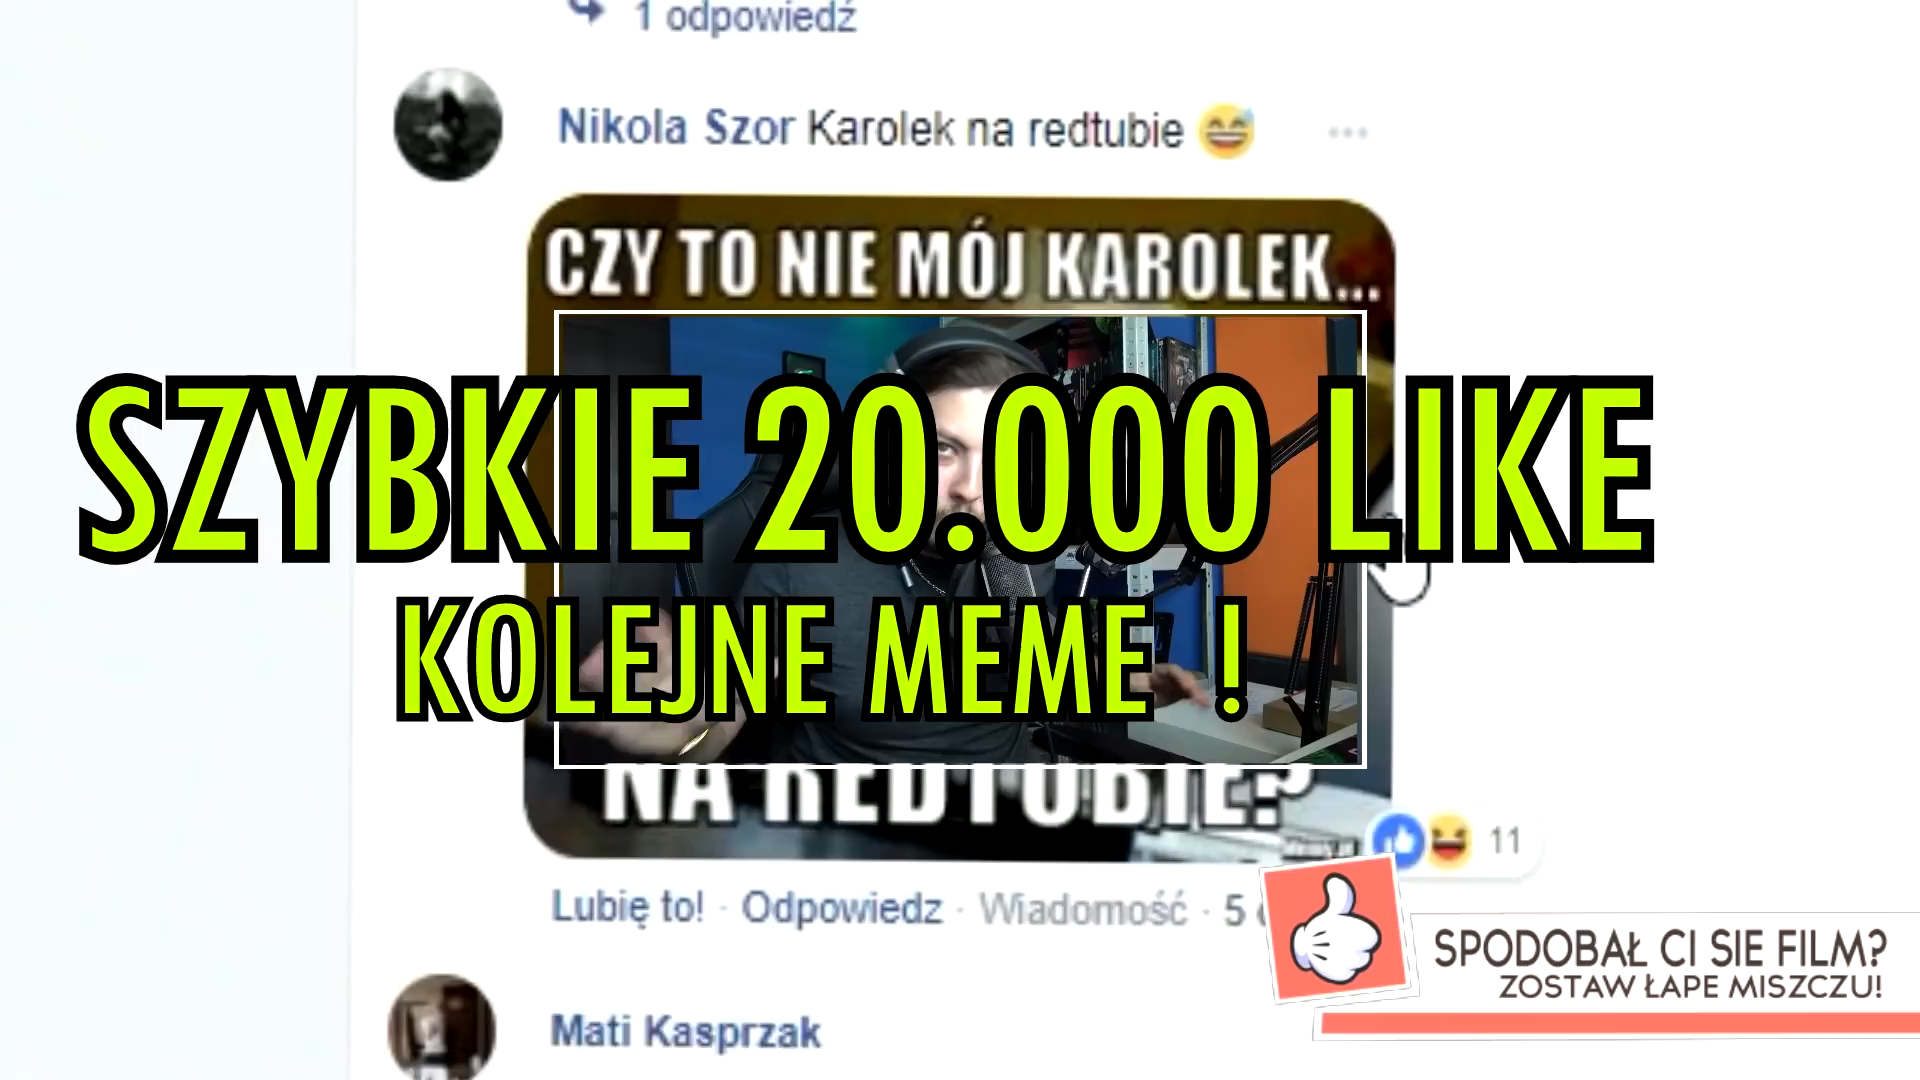 1 odpowiedź
Nikola Szor Karolek na redtubie
CZY TO NIE MÓJ KAROLEK...
SZYBKIE 20.000 LIKE
KOLEJNE MEME !
NA REDTUBIE?
11
Lubię to! · Odpowiedz · Wiadomość · 5
SPODOBAŁ CI SIE FILM?
ZOSTAW ŁAPE MISZCZU!
Mati Kasprzak